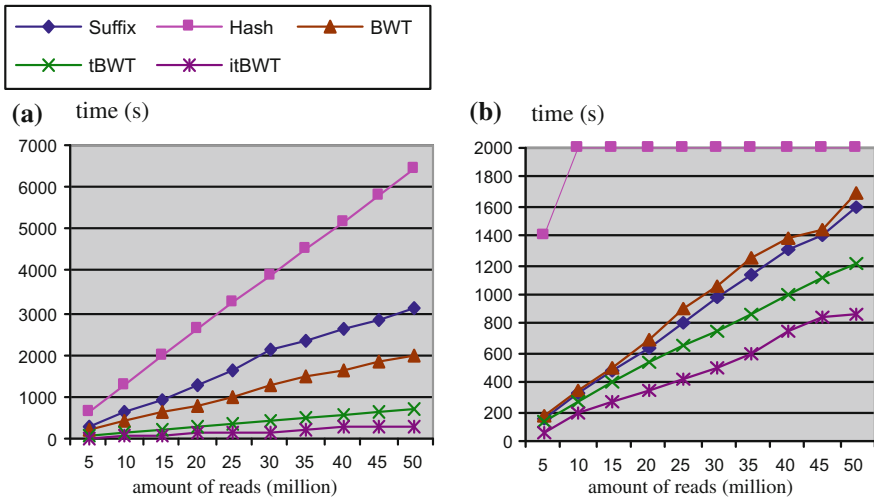 Suffix Hash BWT
tBWT itBWT
(a) time (s)
7000
6000
5000
4000
3000
2000
1000
0
5 10 15 20 25 30 35 40 45 50
amount of reads (million)
(b) time (s)
2000
1800
1600
1400
1200
1000
800
600
400
200
0
5 10 15 20 25 30 35 40 45 50
amount of reads (million)